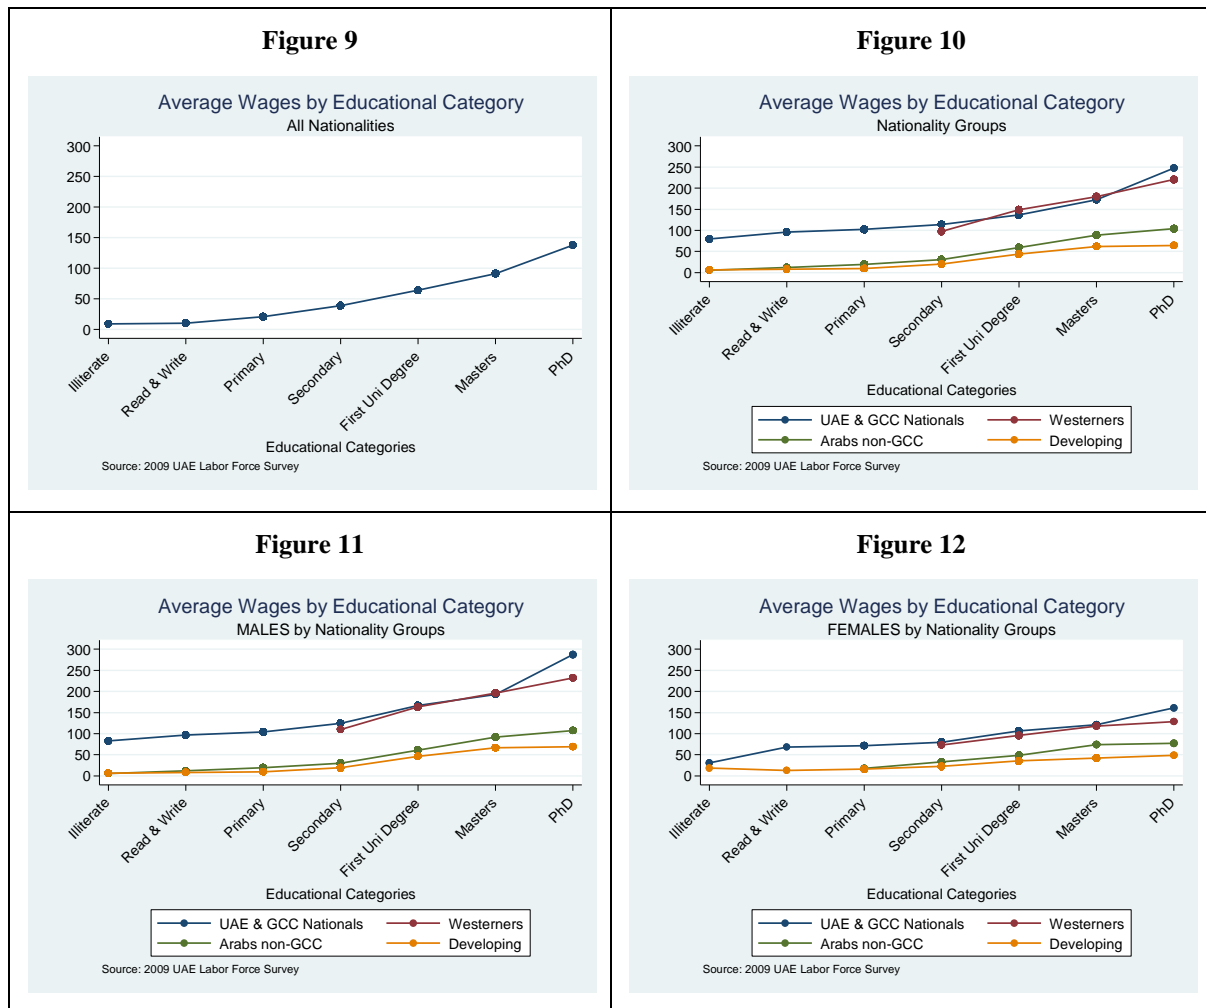 Figure 9
Average Wages by Educational Category
All Nationalities
300
250
200
150
100
50
0
Illiterate
Read & Write
Primary
Secondary
First Uni Degree
Masters
PhD
Educational Categories
Source: 2009 UAE Labor Force Survey
Figure 10
Average Wages by Educational Category
Nationality Groups
300
250
200
150
100
50
0
Illiterate
Read & Write
Primary
Secondary
First Uni Degree
Masters
PhD
Educational Categories
UAE & GCC Nationals
Westerners
Arabs non-GCC
Developing
Source: 2009 UAE Labor Force Survey
Figure 11
Average Wages by Educational Category
MALES by Nationality Groups
300
250
200
150
100
50
0
Illiterate
Read & Write
Primary
Secondary
First Uni Degree
Masters
PhD
Educational Categories
UAE & GCC Nationals
Westerners
Arabs non-GCC
Developing
Source: 2009 UAE Labor Force Survey
Figure 12
Average Wages by Educational Category
FEMALES by Nationality Groups
300
250
200
150
100
50
0
Illiterate
Read & Write
Primary
Secondary
First Uni Degree
Masters
PhD
Educational Categories
UAE & GCC Nationals
Westerners
Arabs non-GCC
Developing
Source: 2009 UAE Labor Force Survey